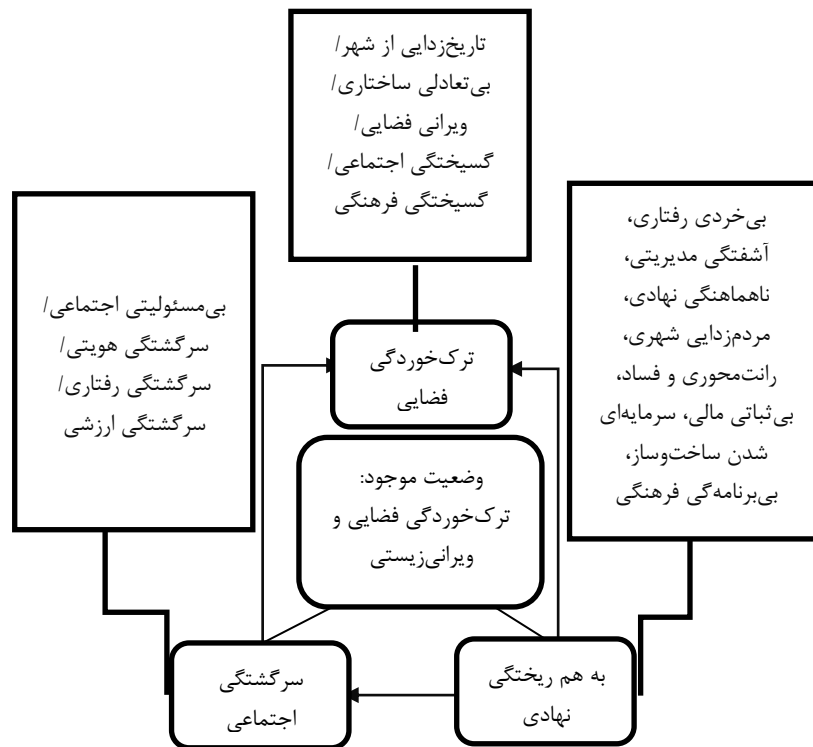 تاریخ‌زدایی از شهر/
بی‌تعادلی ساختاری/
ویرانی فضایی/
گسیختگی اجتماعی/
گسیختگی فرهنگی
بی‌خردی رفتاری،
آشفتگی مدیریتی،
ناهماهنگی نهادی،
مردم‌زدایی شهری،
رانت‌محوری و فساد،
بی‌ثباتی مالی، سرمایه‌ای
شدن ساخت‌وساز،
بی‌برنامه‌گی فرهنگی
بی‌مسئولیتی اجتماعی/
سرگشتگی هویتی/
سرگشتگی رفتاری/
سرگشتگی ارزشی
ترک‌خوردگی
فضایی
وضعیت موجود:
ترک‌خوردگی فضایی و
ویرانی‌زیستی
به هم ریختگی
نهادی
سرگشتگی
اجتماعی